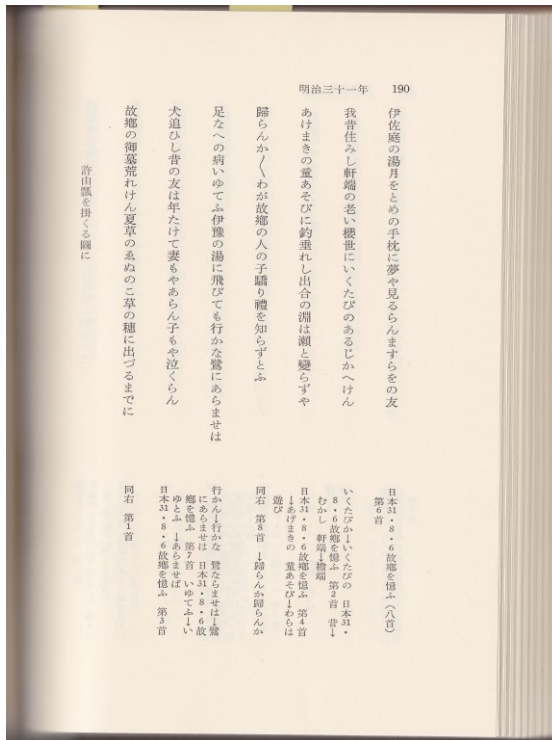 明治三十一年 190
伊佐庭の湯月をとめの手枕に夢や見るらんますらをの友
我昔住みし軒端の老い櫻世にいくたびのあるじかへけん
あけまきの童あそびに釣垂れし出合の淵は瀬と變らずや
歸らんか〳〵わが故鄕の人の子驕り禮を知らずとふ
足なへの病いゆてふ伊豫の湯に飛びても行かな鷺にあらませは
犬追ひし昔の友は年たけて妻もやあらん子もや泣くらん
故鄕の御墓荒れけん夏草のゑぬのこ草の穗に出づるまでに
許由瓢を掛くる圖に
日本31・8・6故鄕を憶ふ（八首）
第6首
いくたびか→いくたびの 日本31・
8・6故鄕を憶ふ 第2首 昔→
むかし 軒端→檐端
日本31・8・6故鄕を憶ふ 第4首
→あげまきの 童あそび→わらは
遊び
同右 第8首 →歸らんか歸らんか
行かん→行かな 鷺ならませは→鷺
にあらませは 日本31・8・6故
鄕を憶ふ 第7首 いゆてふ→い
ゆとふ →あらませば
日本31・8・6故鄕を憶ふ 第3首
同右 第1首